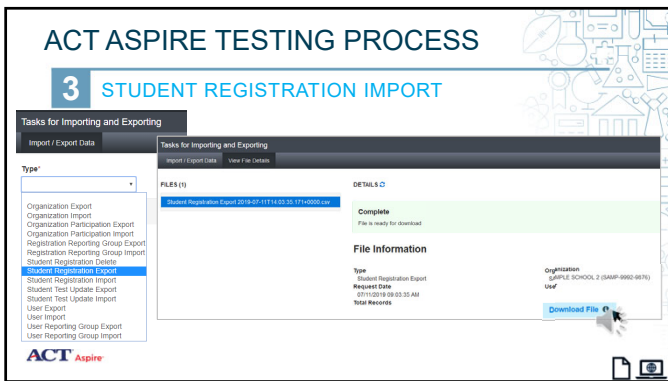 ACT ASPIRE TESTING PROCESS
3 STUDENT REGISTRATION IMPORT
Tasks for Importing and Exporting
Import / Export Data
Type*
Organization Export
Organization Import
Organization Participation Export
Organization Participation Import
Registration Reporting Group Export
Registration Reporting Group Import
Student Registration Delete
Student Registration Export
Student Registration Import
Student Test Update Export
Student Test Update Import
User Export
User Import
User Reporting Group Export
User Reporting Group Import
Tasks for Importing and Exporting
Import / Export Data View File Details
FILES (1)
Student Registration Export 2019-07-11T14:03:35.171+0000.csv
DETAILS
Complete
File is ready for download
File Information
Type
Student Registration Export
Request Date
07/11/2019 09:03:35 AM
Total Records
Organization
SAMPLE SCHOOL 2 (SAMP-9992-9876)
User
Download File
ACT Aspire